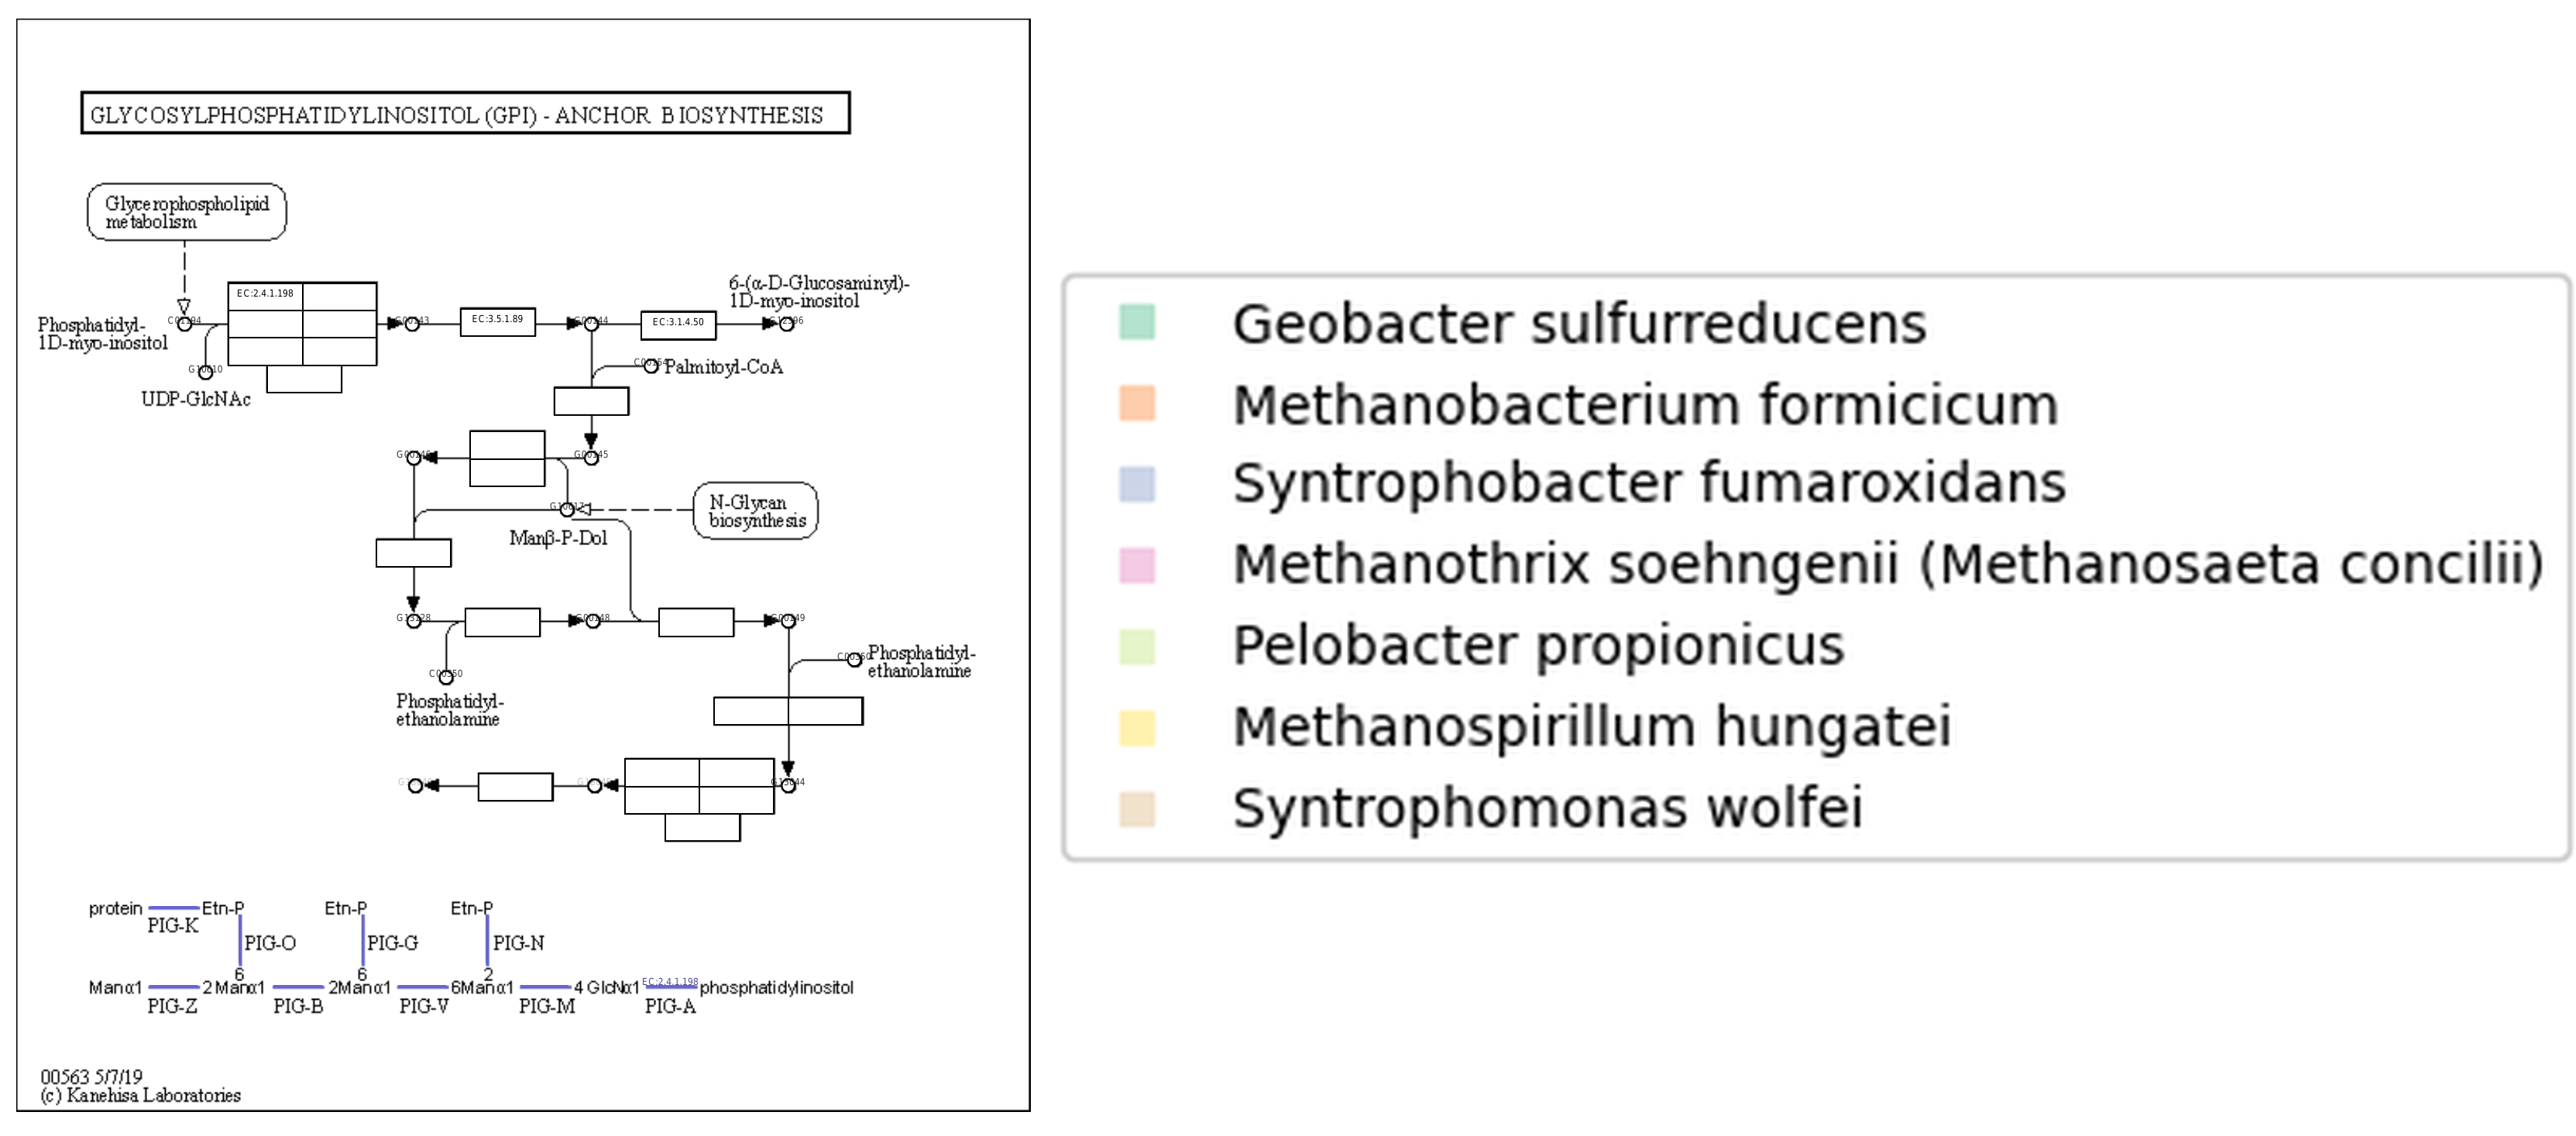 GLYCOSYLPHOSPHATIDYLINOSITOL (GPI) - ANCHOR BIOSYNTHESIS
Glycerophospholipid
metabolism
6-(α-D-Glucosaminyl)-
1D-myo-inositol
EC:2.4.1.198
EC:3.5.1.89
EC:3.1.4.50
Phosphatidyl-
1D-myo-inositol
UDP-GlcNAc
Palmitoyl-CoA
N-Glycan
biosynthesis
Manβ-P-Dol
Phosphatidyl-
ethanolamine
Phosphatidyl-
ethanolamine
protein Etn-P Etn-P Etn-P
PIG-K
PIG-O PIG-G PIG-N
6 6 2
Manα1 2 Manα1 2Manα1 6Manα1 4 GlcNα1 EC:2.4.1.198 phosphatidylinositol
PIG-Z PIG-B PIG-V PIG-M PIG-A
00563 5/7/19
(c) Kanehisa Laboratories
Geobacter sulfurreducens
Methanobacterium formicicum
Syntrophobacter fumaroxidans
Methanothrix soehngenii (Methanosaeta concilii)
Pelobacter propionicus
Methanospirillum hungatei
Syntrophomonas wolfei